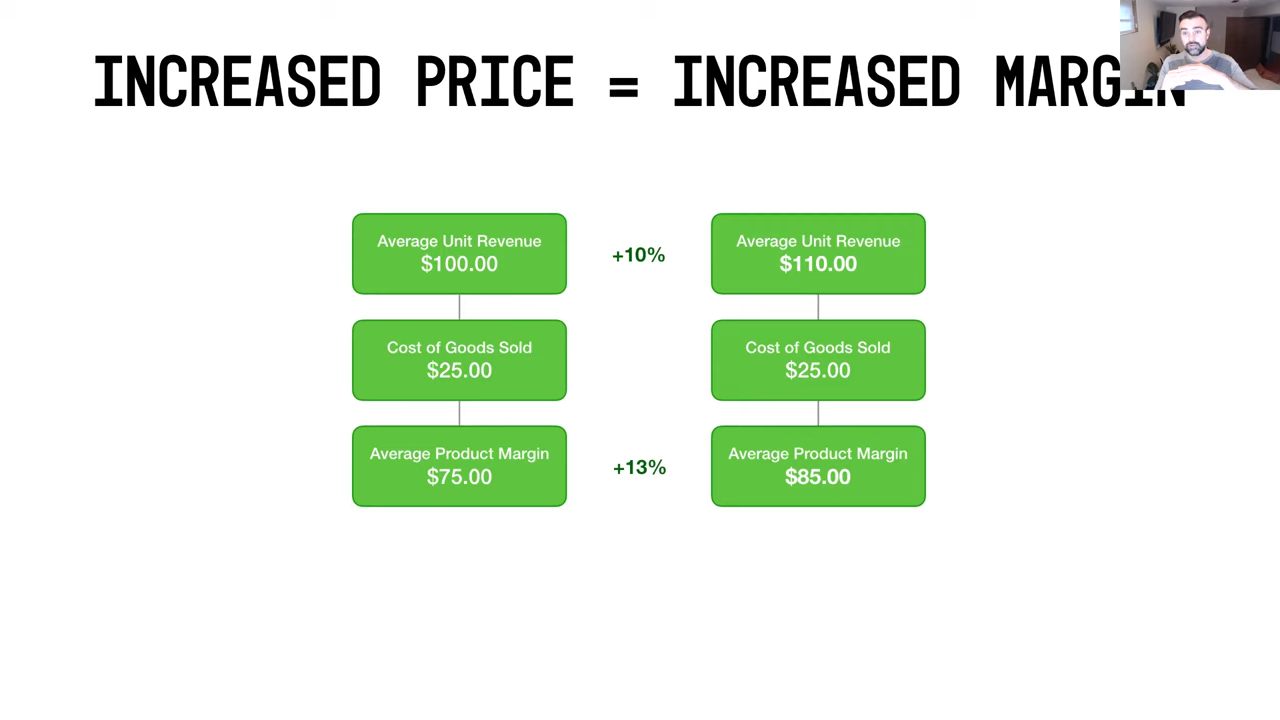 INCREASED PRICE = INCREASED MARGIN
Average Unit Revenue
$100.00
+10%
Average Unit Revenue
$110.00
Cost of Goods Sold
$25.00
Cost of Goods Sold
$25.00
Average Product Margin
$75.00
+13%
Average Product Margin
$85.00